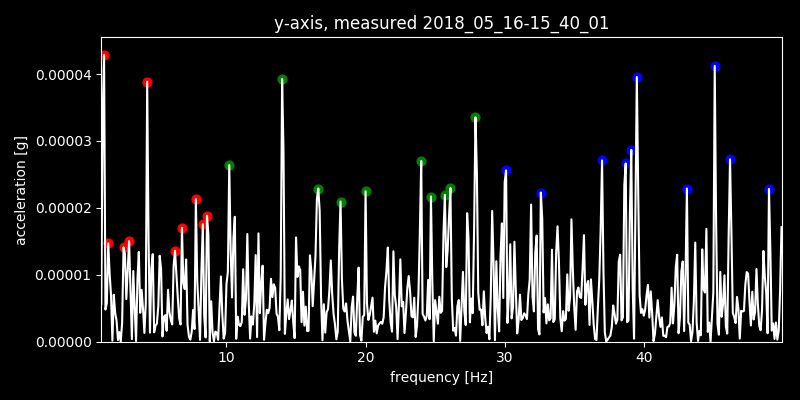 y-axis, measured 2018_05_16-15_40_01
0.00004
0.00003
0.00002
0.00001
0.00000
acceleration [g]
10 20 30 40
frequency [Hz]